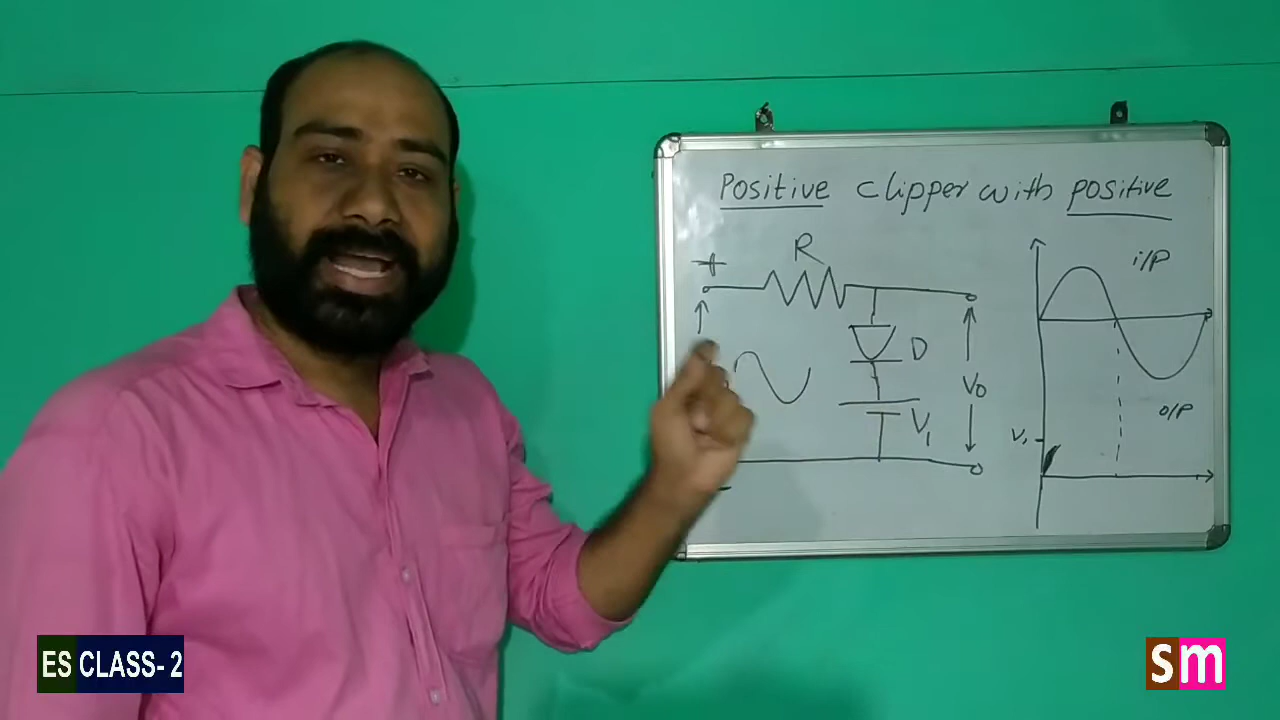 Positive clipper with positive
R
i/P
+
D
V0
o/P
V1
V1
-
ES CLASS- 2
sm